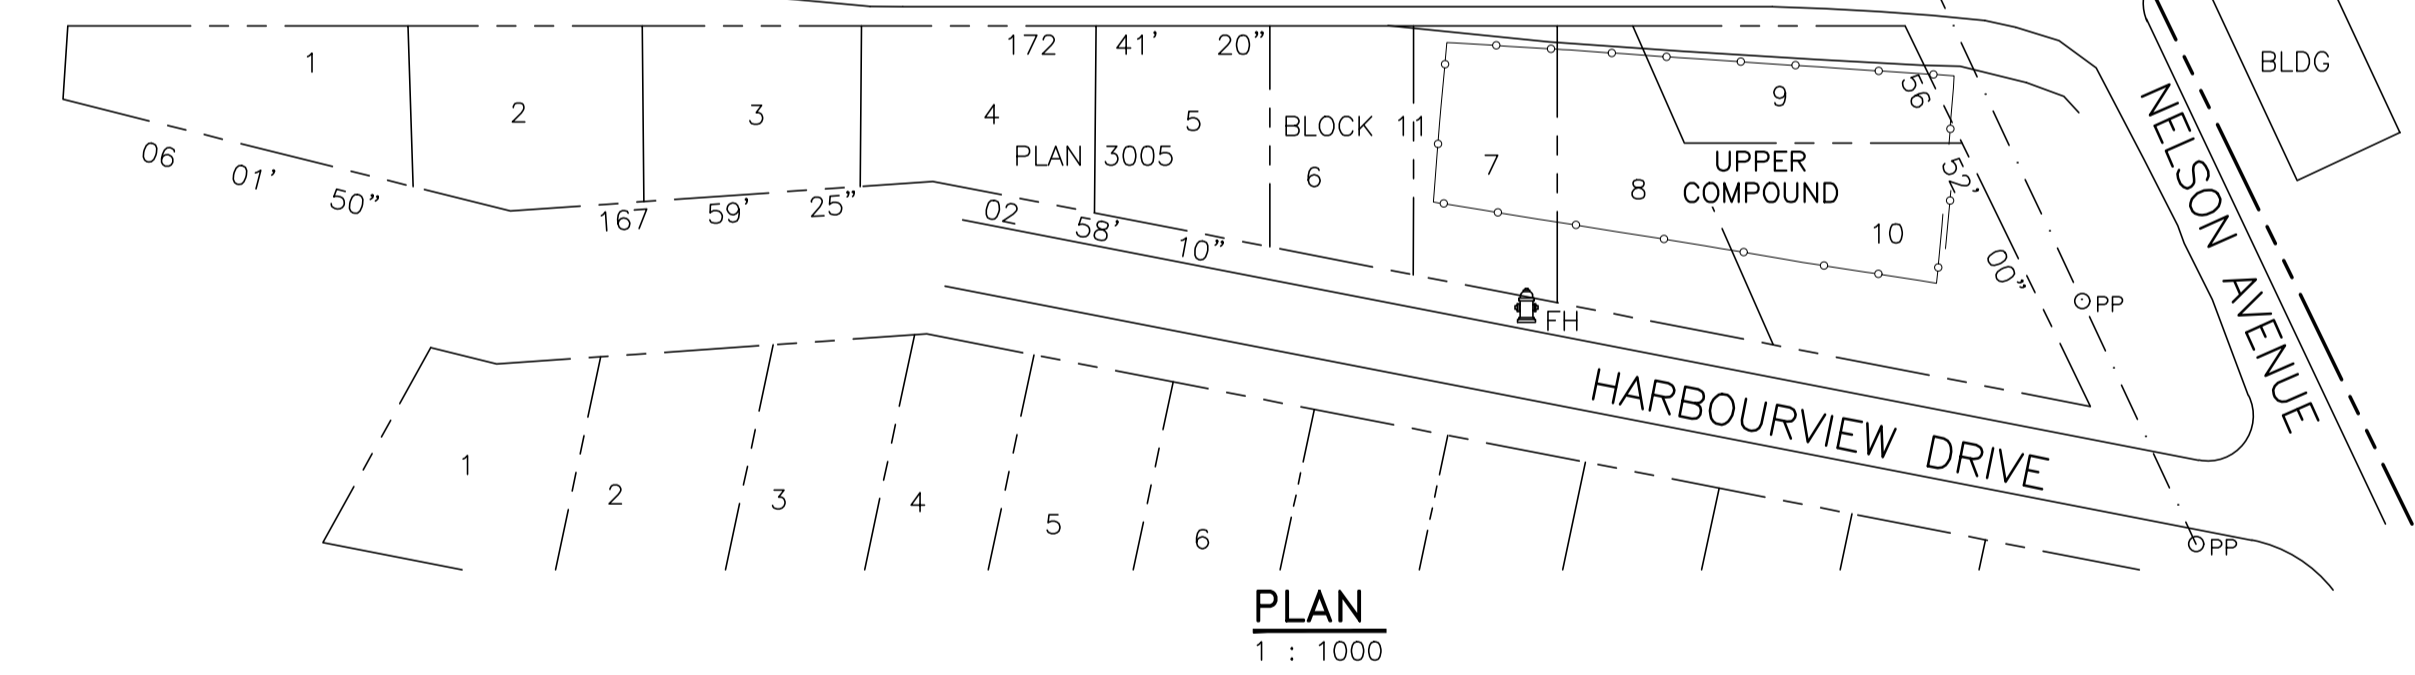 1
2
3
4
172 41' 20"
5
BLOCK 11
PLAN 3005
6
7
8
9
UPPER
COMPOUND
10
56 52' 00"
06 01' 50"
167 59' 25"
02 58' 10"
FH
PP
BLDG
NELSON AVENUE
HARBOURVIEW DRIVE
1
2
3
4
5
6
PP
PLAN
1 : 1000